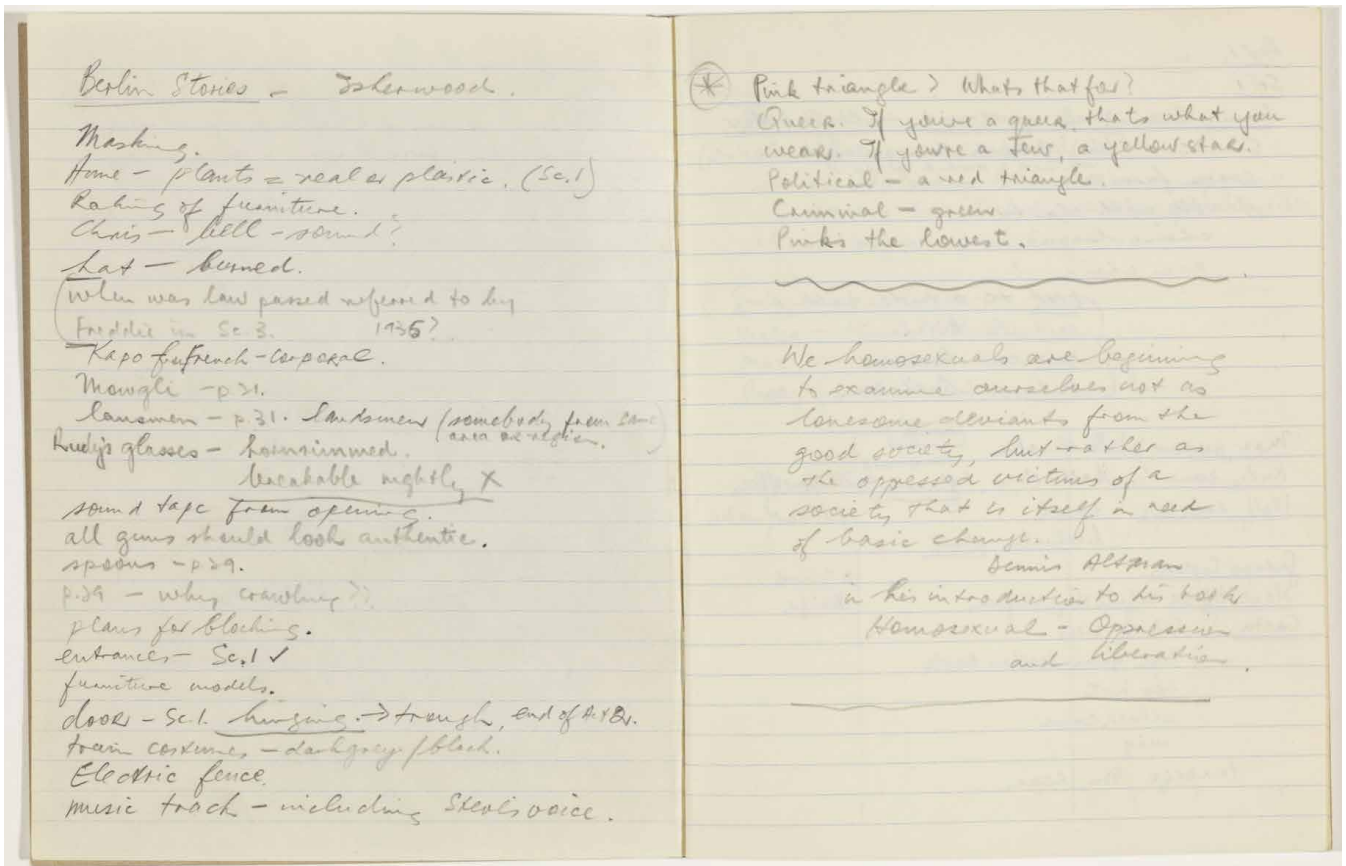 Berlin Stories – Isherwood.
Masking.
Home – plants = real or plastic. (Sc.1)
Raking of furniture.
Chris – bell – sound?
hat – burned.
(When was law passed referred to by
Freddie in Sc. 3. 1935?
Kapo French – corporal.
Mowgli – p.31.
lansmen – p.31. landsmen (somebody from same
area or region.)
Rudy's glasses – hornrimmed.
breakable nightly X
sound tape from opening.
all guns should look authentic.
spoons – p29.
p.29 – why crawling??
plans for blocking.
entrances – Sc.1 ✓
furniture models.
door – Sc.1. hinging. → trough, end of Act 2.
train costumes – dark grey/black.
Electric fence.
music track – including Steve's voice.
* Pink triangle? Whats that for?
Queer. If you're a queer, thats what you
wear. If you're a Jew, a yellow star.
Political – a red triangle.
Criminal – green
Pink's the lowest.
We homosexuals are beginning
to examine ourselves not as
lonesome deviants from the
good society, but rather as
the oppressed victims of a
society that is itself in need
of basic change.
Dennis Altman
in his introduction to his book
Homosexual – Oppression
and liberation.